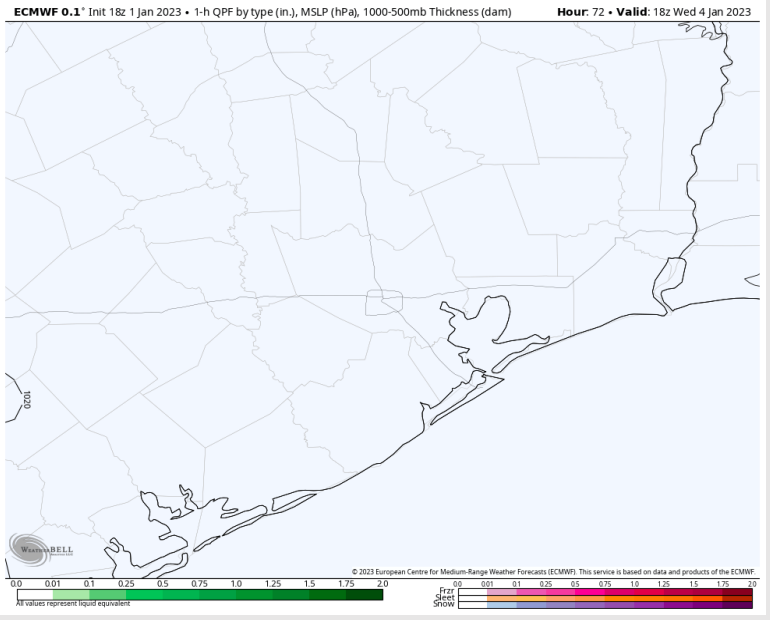 ECMWF 0.1° Init 18z 1 Jan 2023 • 1-h QPF by type (in.), MSLP (hPa), 1000-500mb Thickness (dam) Hour: 72 • Valid: 18z Wed 4 Jan 2023
1020
WEATHERBELL
© 2023 European Centre for Medium-Range Weather Forecasts (ECMWF). This service is based on data and products of the ECMWF.
0.0 0.01 0.1 0.25 0.5 0.75 1.0 1.25 1.5 1.75 2.0
All values represent liquid equivalent
0.0 0.01 0.1 0.25 0.5 0.75 1.0 1.25 1.5 1.75 2.0
Frzr
Sleet
Snow